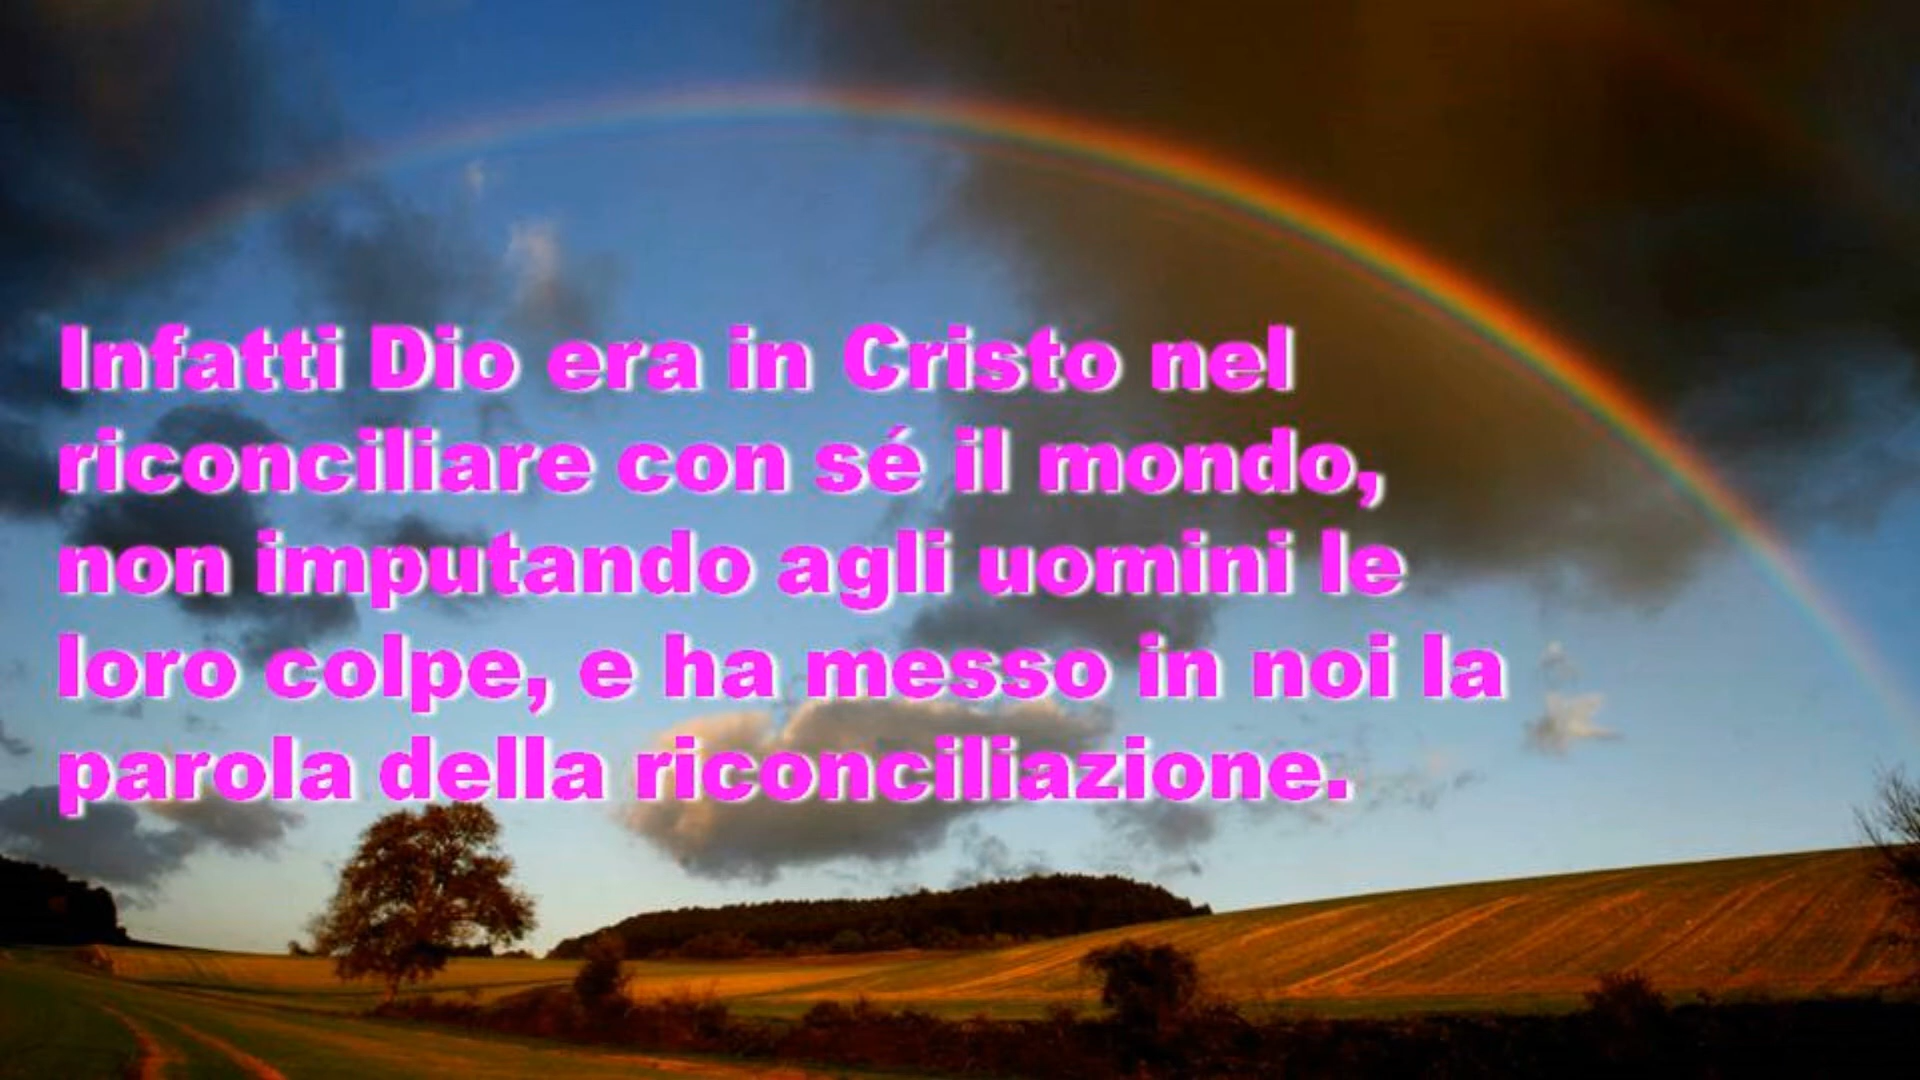 Infatti Dio era in Cristo nel
riconciliare con sé il mondo,
non imputando agli uomini le
loro colpe, e ha messo in noi la
parola della riconciliazione.